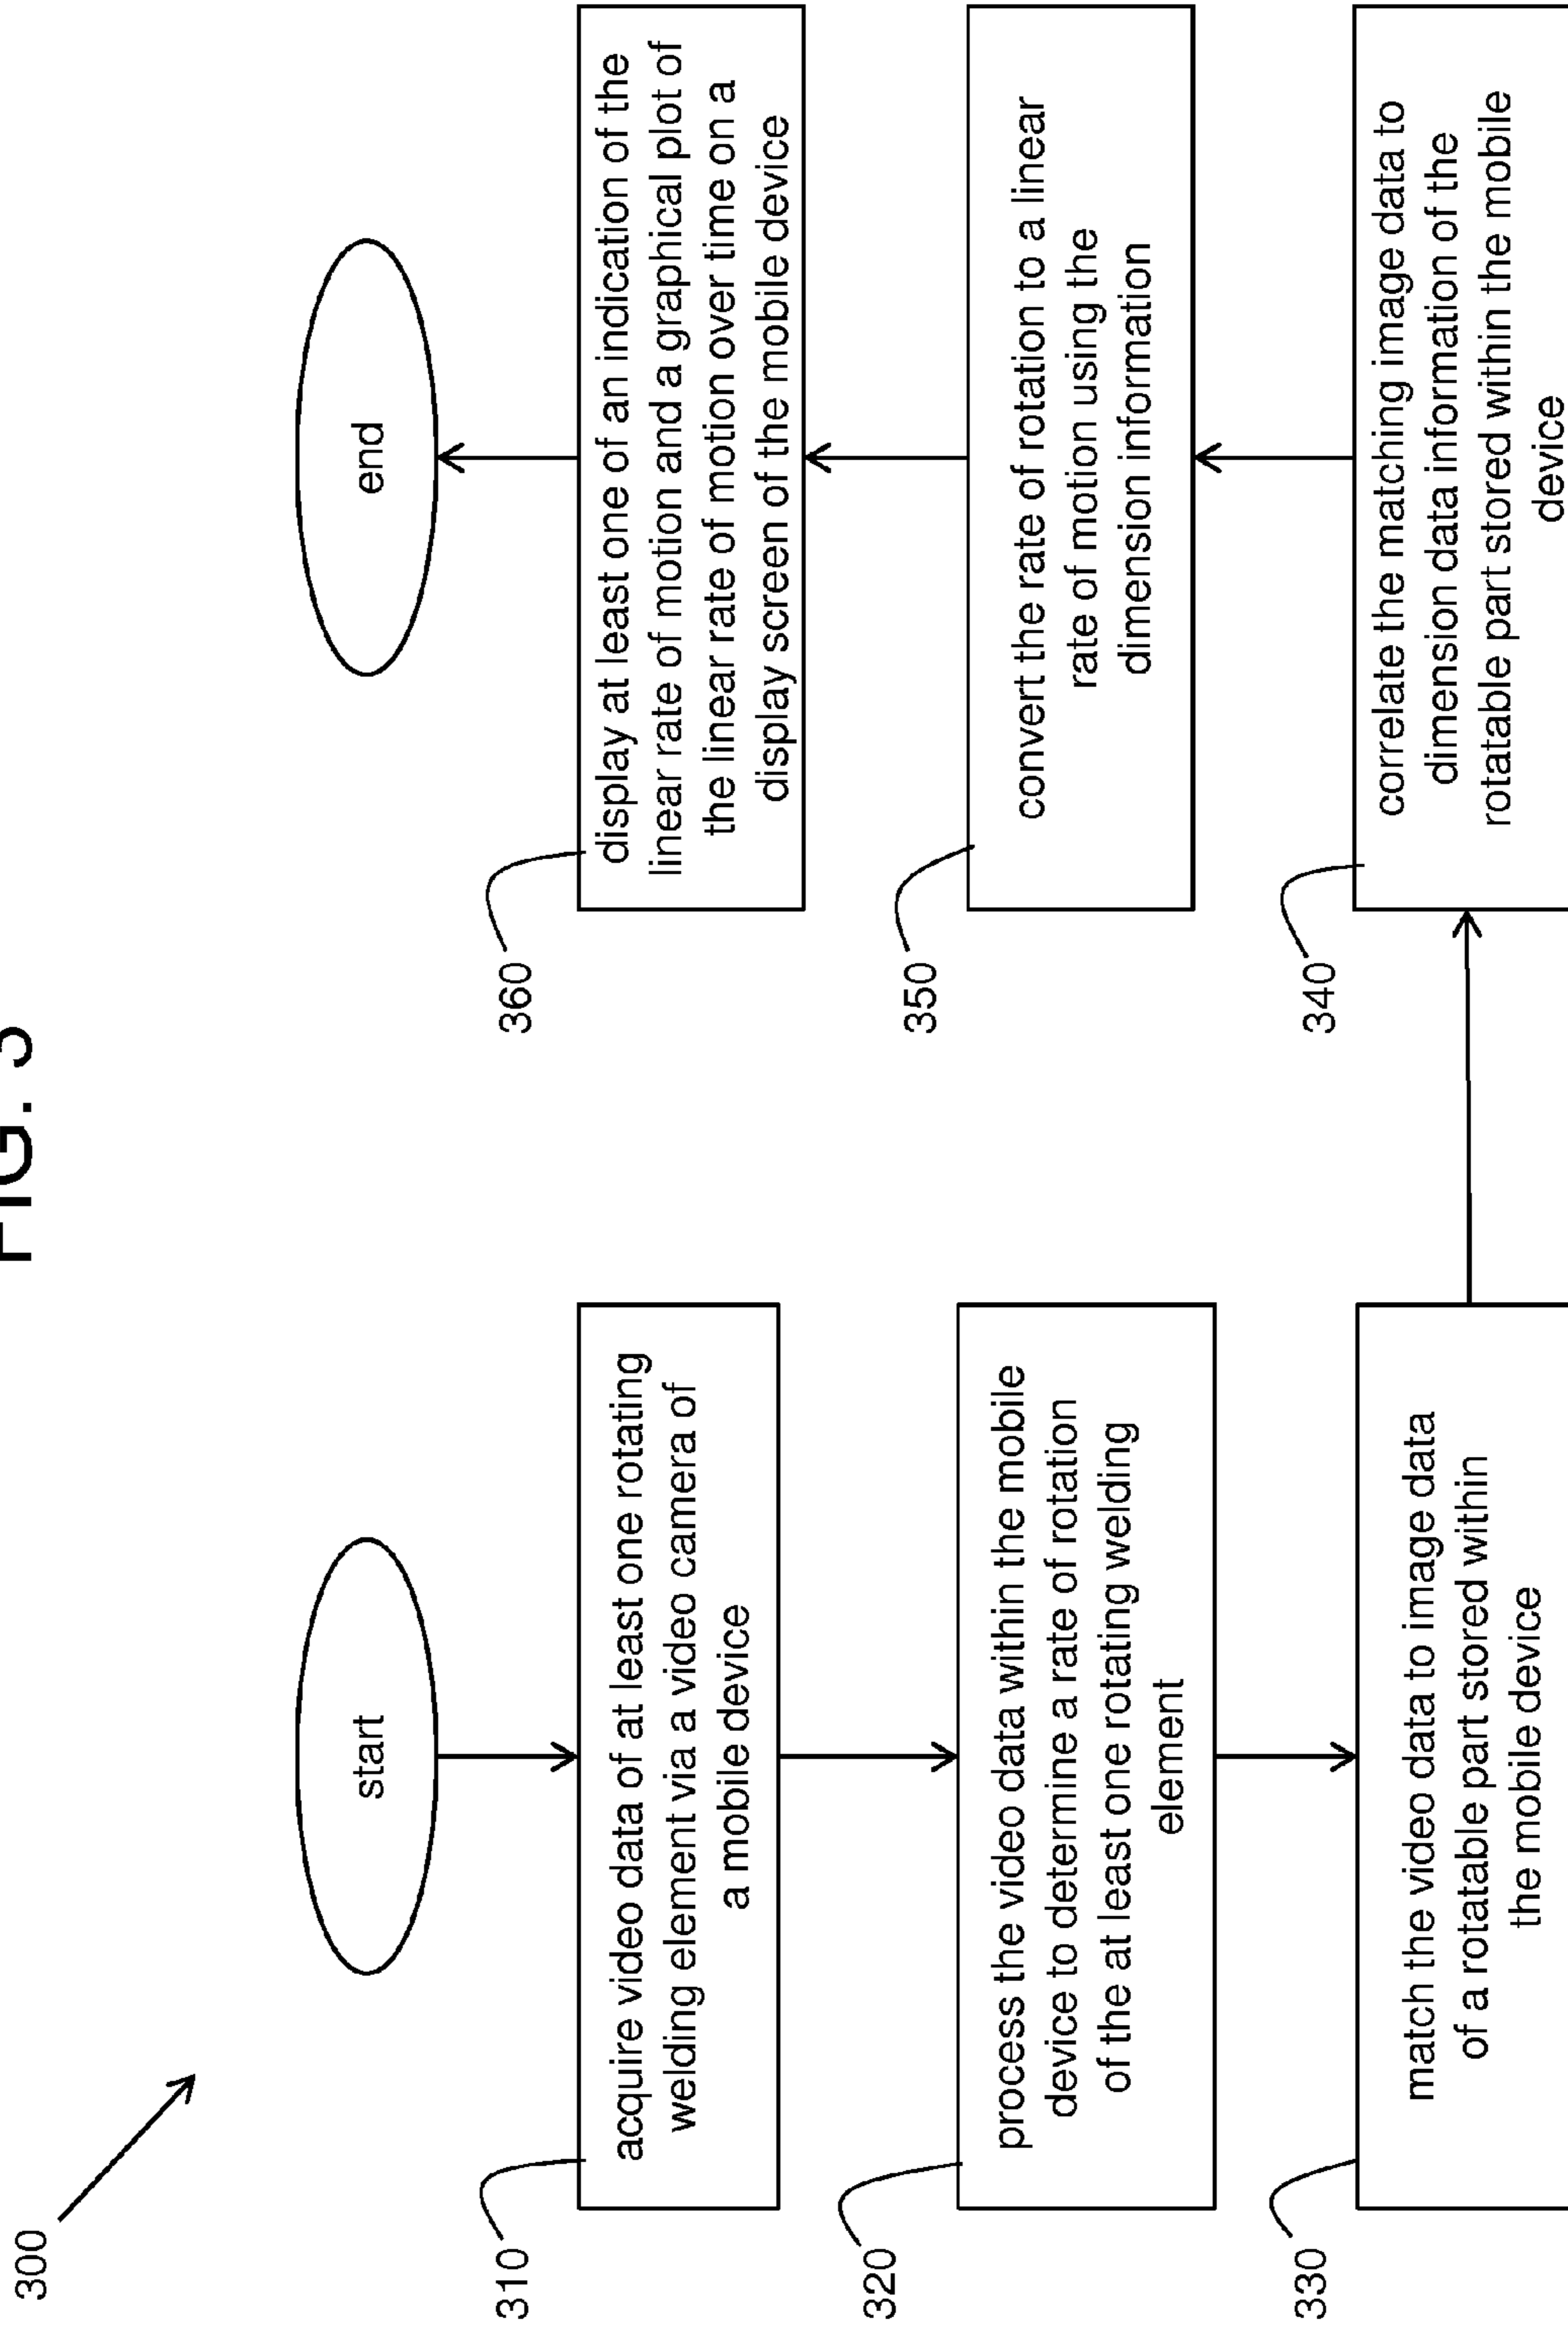 FIG. 3
300
start
310
acquire video data of at least one rotating
welding element via a video camera of
a mobile device
320
process the video data within the mobile
device to determine a rate of rotation
of the at least one rotating welding
element
330
match the video data to image data
of a rotatable part stored within
the mobile device
340
correlate the matching image data to
dimension data information of the
rotatable part stored within the mobile
device
350
convert the rate of rotation to a linear
rate of motion using the
dimension information
360
display at least one of an indication of the
linear rate of motion and a graphical plot of
the linear rate of motion over time on a
display screen of the mobile device
end